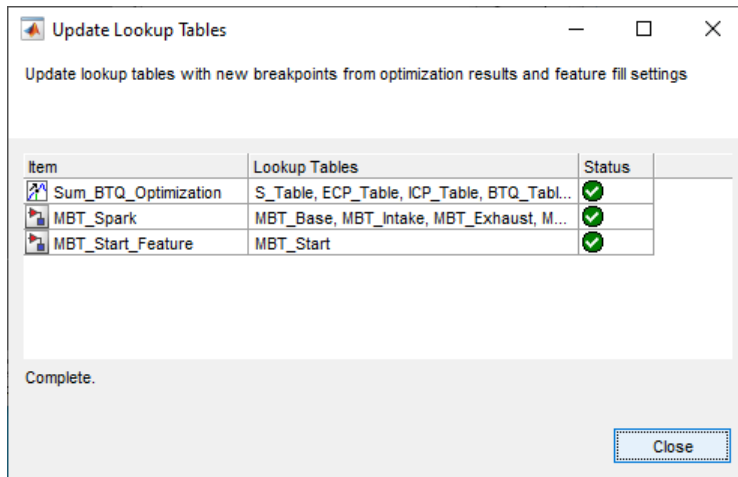 Update Lookup Tables
Update lookup tables with new breakpoints from optimization results and feature fill settings
Item Lookup Tables Status
Sum_BTQ_Optimization S_Table, ECP_Table, ICP_Table, BTQ_Tabl...
MBT_Spark MBT_Base, MBT_Intake, MBT_Exhaust, M...
MBT_Start_Feature MBT_Start
Complete.
Close